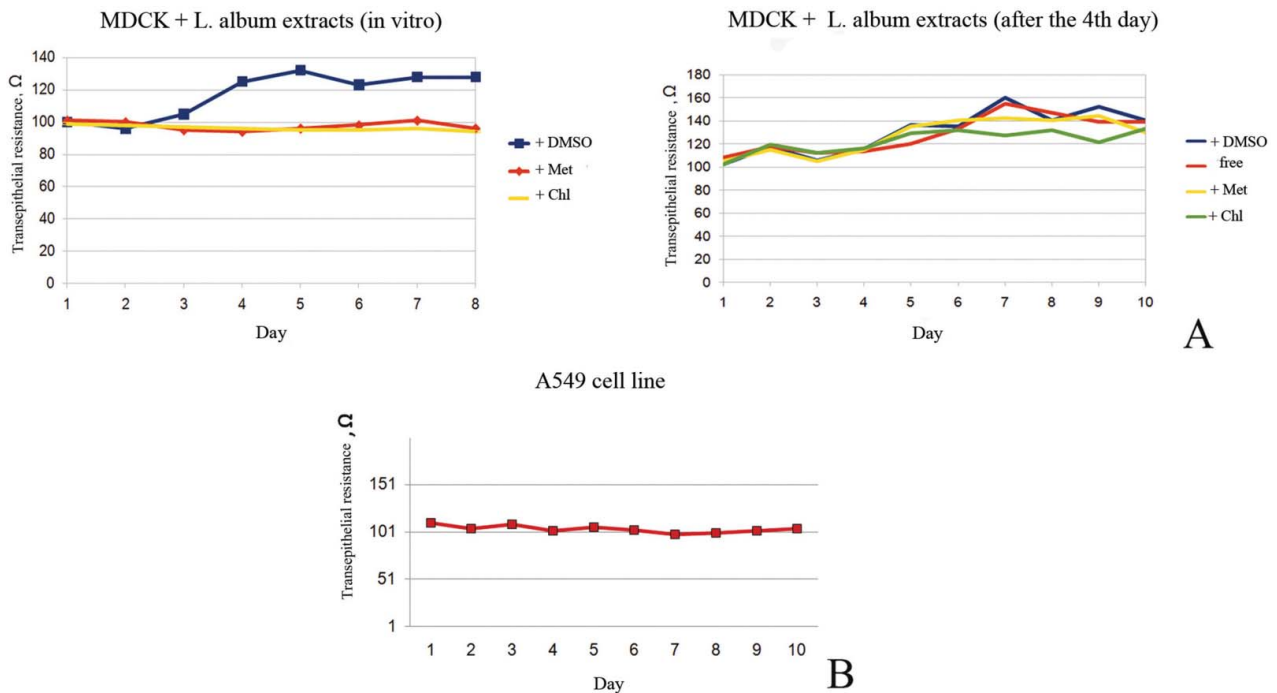 MDCK + L. album extracts (in vitro)
Transepithelial resistance, Ω
140
120
100
80
60
40
20
0
1 2 3 4 5 6 7 8
Day
+ DMSO
+ Met
+ Chl
MDCK + L. album extracts (after the 4th day)
Transepithelial resistance , Ω
180
160
140
120
100
80
60
40
20
0
1 2 3 4 5 6 7 8 9 10
Day
+ DMSO
free
+ Met
+ Chl
A
A549 cell line
Transepithelial resistance , Ω
151
101
51
1
1 2 3 4 5 6 7 8 9 10
Day
B